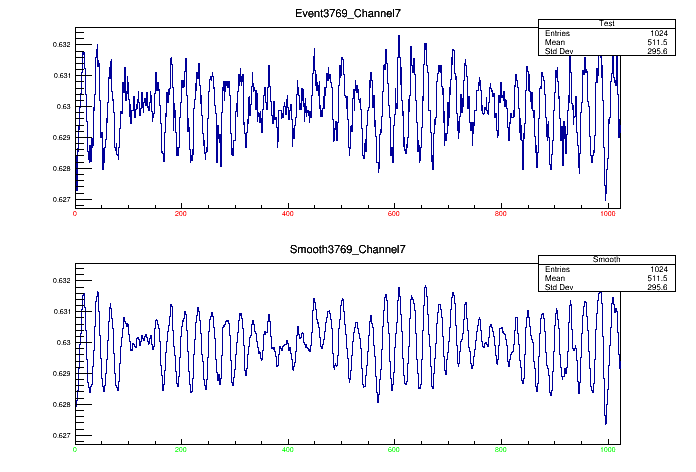 Event3769_Channel7
Test
Entries 1024
Mean 511.5
Std Dev 295.6
0.632
0.631
0.63
0.629
0.628
0.627
0 200 400 600 800 1000
Smooth3769_Channel7
Smooth
Entries 1024
Mean 511.5
Std Dev 295.6
0.632
0.631
0.63
0.629
0.628
0.627
0 200 400 600 800 1000